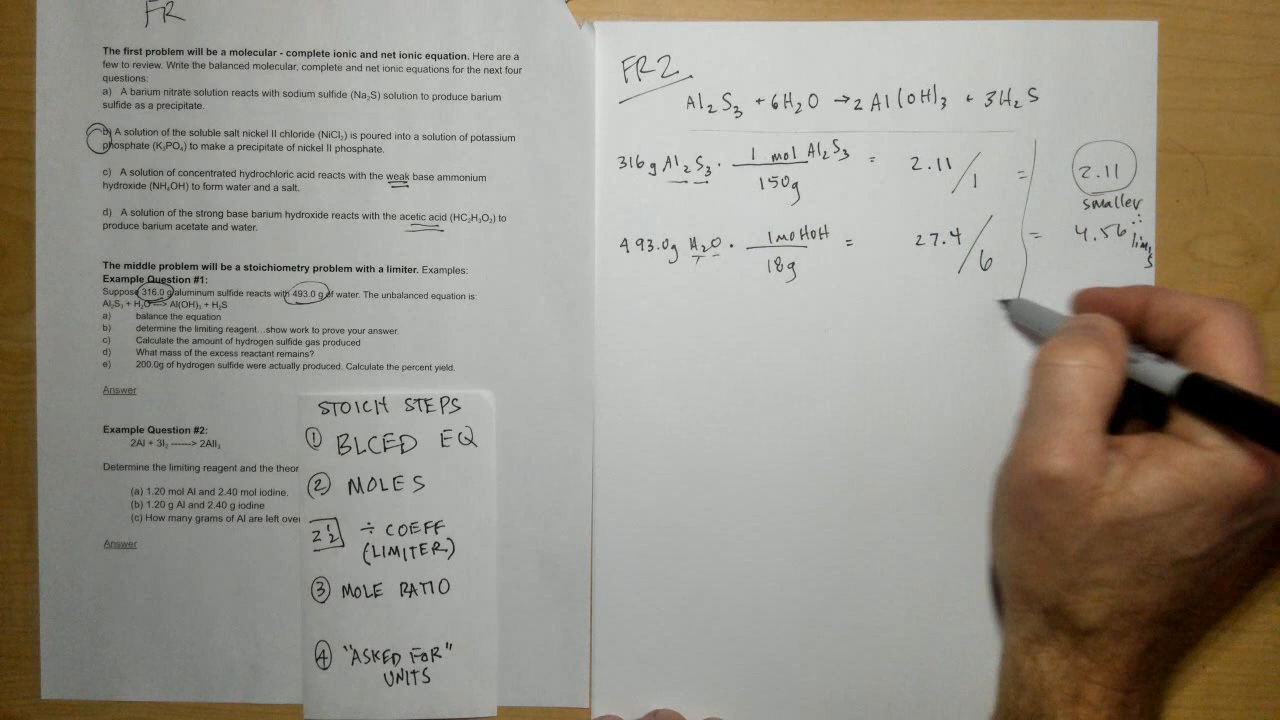 FR
The first problem will be a molecular - complete ionic and net ionic equation. Here are a
few to review. Write the balanced molecular, complete and net ionic equations for the next four
questions:
a) A barium nitrate solution reacts with sodium sulfide (Na₂S) solution to produce barium
sulfide as a precipitate.
b) A solution of the soluble salt nickel II chloride (NiCl₂) is poured into a solution of potassium
phosphate (K₃PO₄) to make a precipitate of nickel II phosphate.
c) A solution of concentrated hydrochloric acid reacts with the weak base ammonium
hydroxide (NH₄OH) to form water and a salt.
d) A solution of the strong base barium hydroxide reacts with the acetic acid (HC₂H₃O₂) to
produce barium acetate and water.
The middle problem will be a stoichiometry problem with a limiter. Examples:
Example Question #1:
Suppose 316.0 g aluminum sulfide reacts with 493.0 g of water. The unbalanced equation is:
Al₂S₃ + H₂O ---> Al(OH)₃ + H₂S
a) balance the equation
b) determine the limiting reagent...show work to prove your answer.
c) Calculate the amount of hydrogen sulfide gas produced
d) What mass of the excess reactant remains?
e) 200.0g of hydrogen sulfide were actually produced. Calculate the percent yield.
Answer
Example Question #2:
2Al + 3I₂ ------> 2AlI₃
Determine the limiting reagent and the theor
(a) 1.20 mol Al and 2.40 mol iodine.
(b) 1.20 g Al and 2.40 g iodine
(c) How many grams of Al are left over
Answer
STOICH STEPS
① BLCED EQ
② MOLES
2½ ÷ COEFF
(LIMITER)
③ MOLE RATIO
④ "ASKED FOR"
UNITS
FR2
Al₂S₃ + 6H₂O → 2Al(OH)₃ + 3H₂S
316g Al₂S₃ · 1 mol Al₂S₃ / 150g = 2.11/1 = 2.11
smaller
∴
lim's
493.0g H₂O · 1mol HOH / 18g = 27.4/6 = 4.56